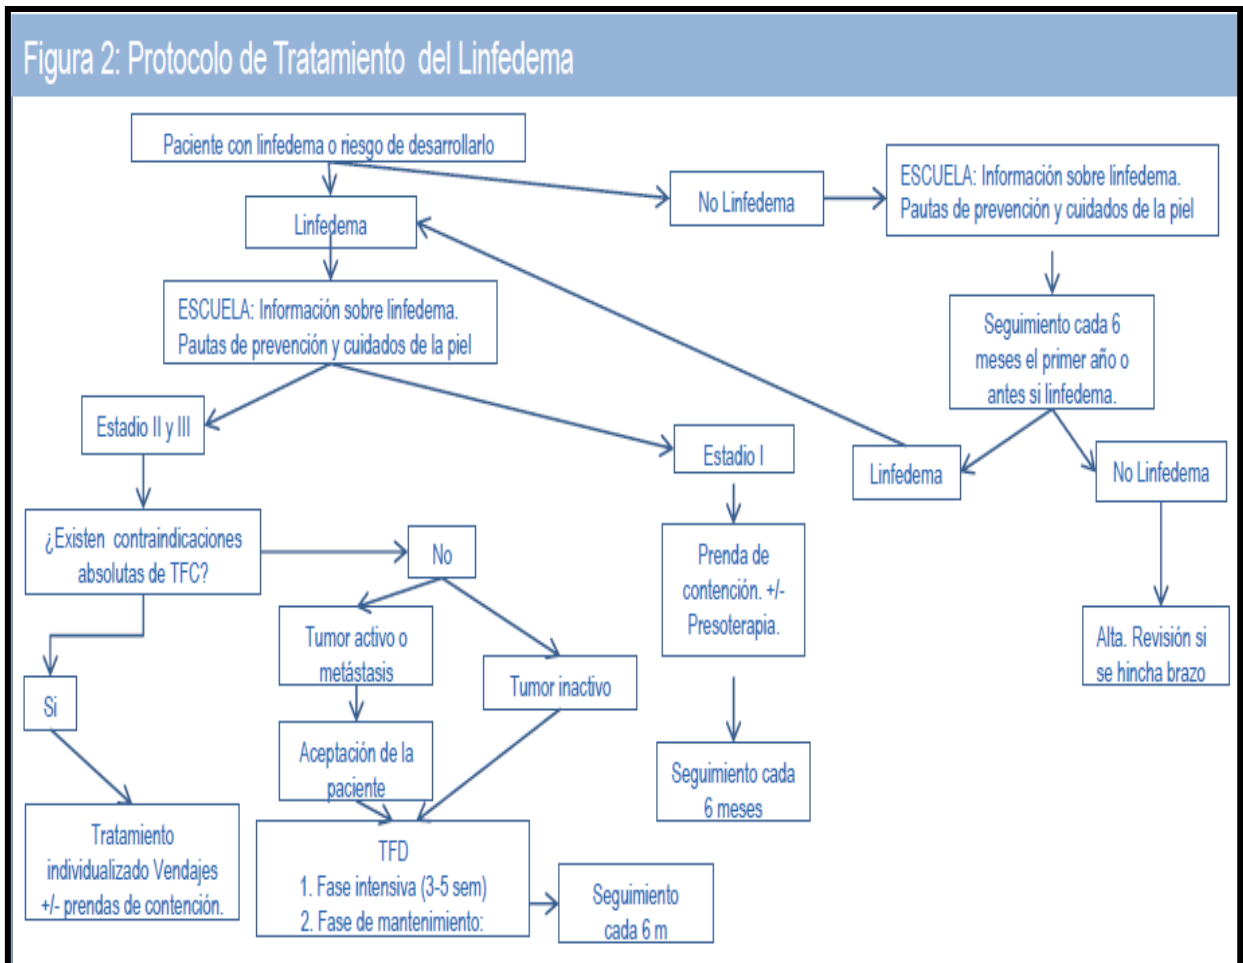 Figura 2: Protocolo de Tratamiento del Linfedema
Paciente con linfedema o riesgo de desarrollarlo
No Linfedema
ESCUELA: Información sobre linfedema.
Pautas de prevención y cuidados de la piel
Linfedema
ESCUELA: Información sobre linfedema.
Pautas de prevención y cuidados de la piel
Seguimiento cada 6
meses el primer año o
antes si linfedema.
Estadio II y III
Estadio I
Linfedema
No Linfedema
¿Existen contraindicaciones
absolutas de TFC?
No
Prenda de
contención. +/-
Presoterapia.
Tumor activo o
metástasis
Tumor inactivo
Alta. Revisión si
se hincha brazo
Si
Aceptación de la
paciente
Seguimiento cada
6 meses
Tratamiento
individualizado Vendajes
+/- prendas de contención.
TFD
1. Fase intensiva (3-5 sem)
2. Fase de mantenimiento:
Seguimiento
cada 6 m